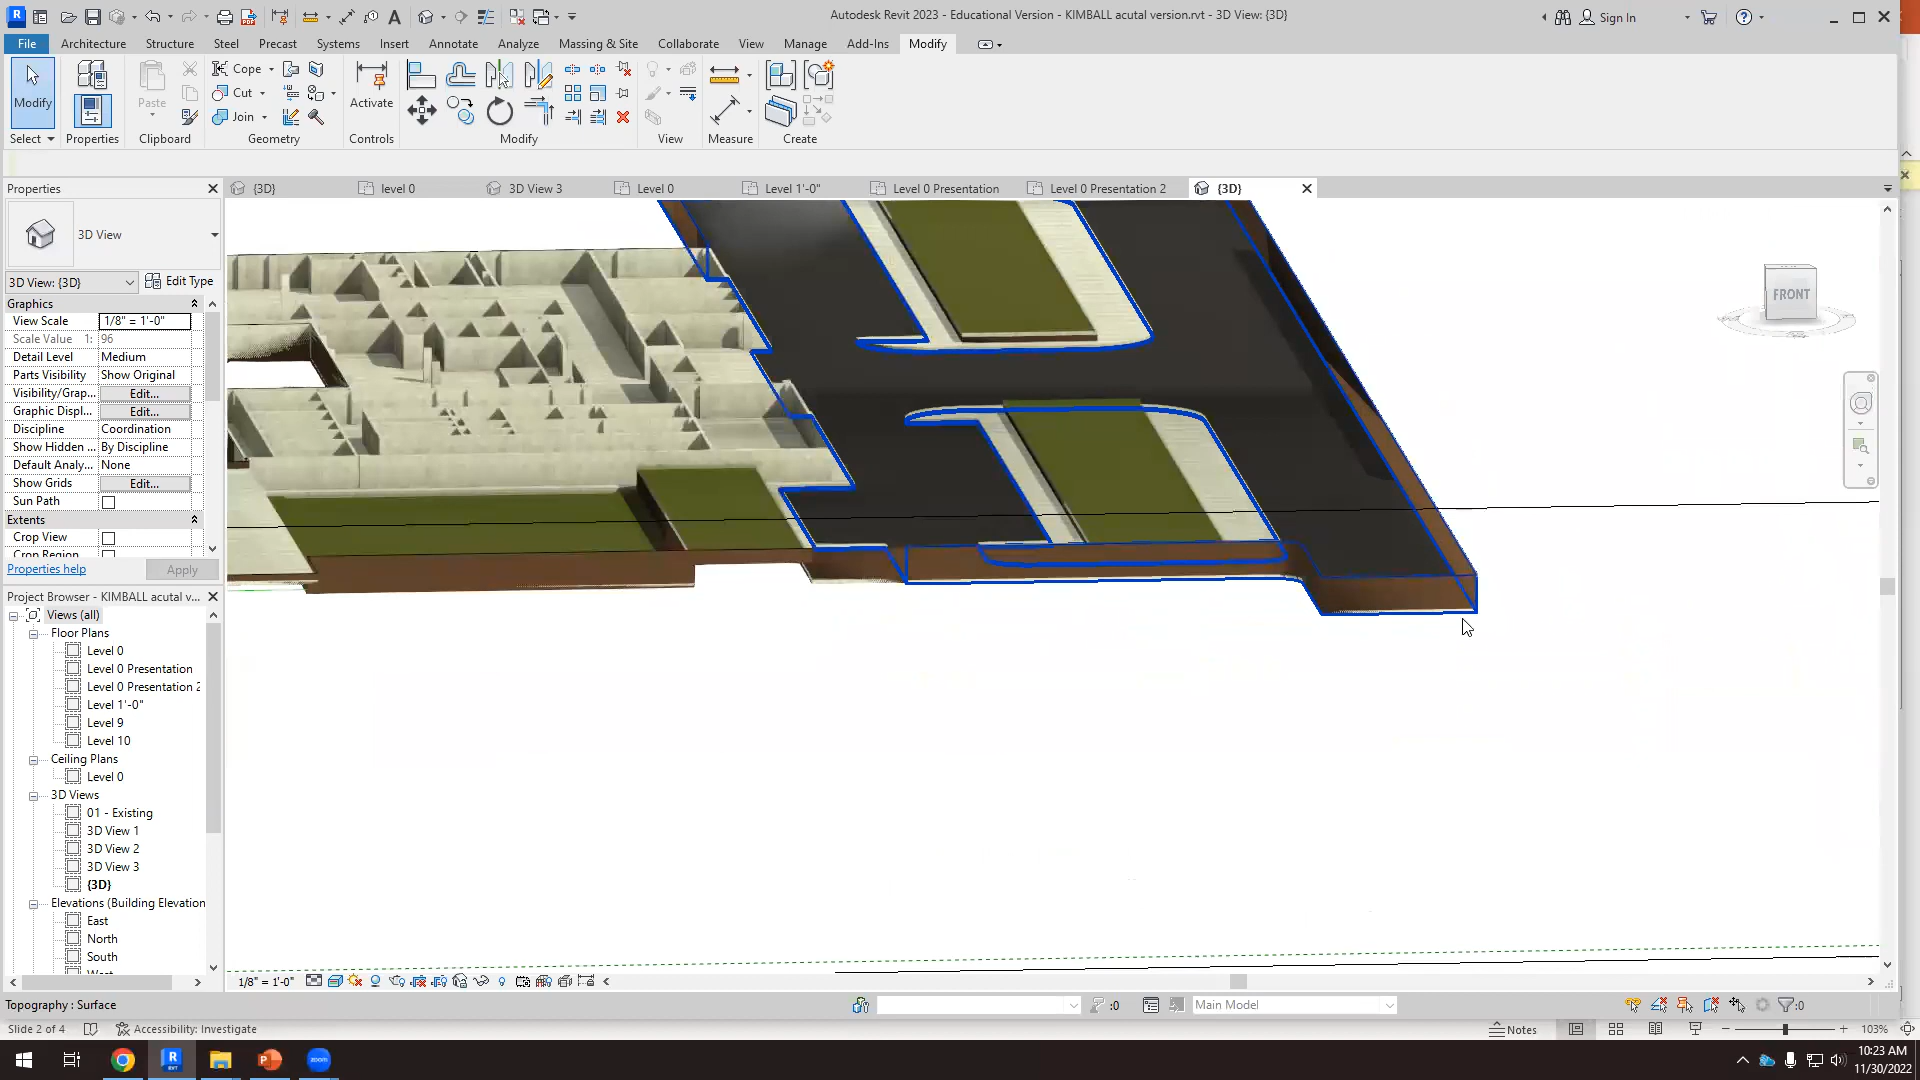 Autodesk Revit 2023 - Educational Version - KIMBALL acutal version.rvt - 3D View: {3D}
Sign In
File Architecture Structure Steel Precast Systems Insert Annotate Analyze Massing & Site Collaborate View Manage Add-Ins Modify
Modify
Paste
Cope
Cut
Join
Activate
Select Properties Clipboard Geometry Controls Modify View Measure Create
Properties
{3D} level 0 3D View 3 Level 0 Level 1'-0" Level 0 Presentation Level 0 Presentation 2 {3D}
3D View
3D View: {3D} Edit Type
Graphics
View Scale 1/8" = 1'-0"
Scale Value 1: 96
Detail Level Medium
Parts Visibility Show Original
Visibility/Grap... Edit...
Graphic Displ... Edit...
Discipline Coordination
Show Hidden ... By Discipline
Default Analy... None
Show Grids Edit...
Sun Path
Extents
Crop View
Crop Region
Properties help Apply
FRONT
Project Browser - KIMBALL acutal v...
Views (all)
Floor Plans
Level 0
Level 0 Presentation
Level 0 Presentation 2
Level 1'-0"
Level 9
Level 10
Ceiling Plans
Level 0
3D Views
01 - Existing
3D View 1
3D View 2
3D View 3
{3D}
Elevations (Building Elevation
East
North
South
West
1/8" = 1'-0"
Topography : Surface
:0
Main Model
:0
Slide 2 of 4 Accessibility: Investigate
Notes
103%
10:23 AM
11/30/2022